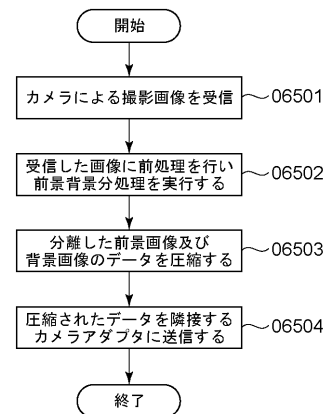 開始
カメラによる撮影画像を受信
06501
受信した画像に前処理を行い
前景背景分処理を実行する
06502
分離した前景画像及び
背景画像のデータを圧縮する
06503
圧縮されたデータを隣接する
カメラアダプタに送信する
06504
終了